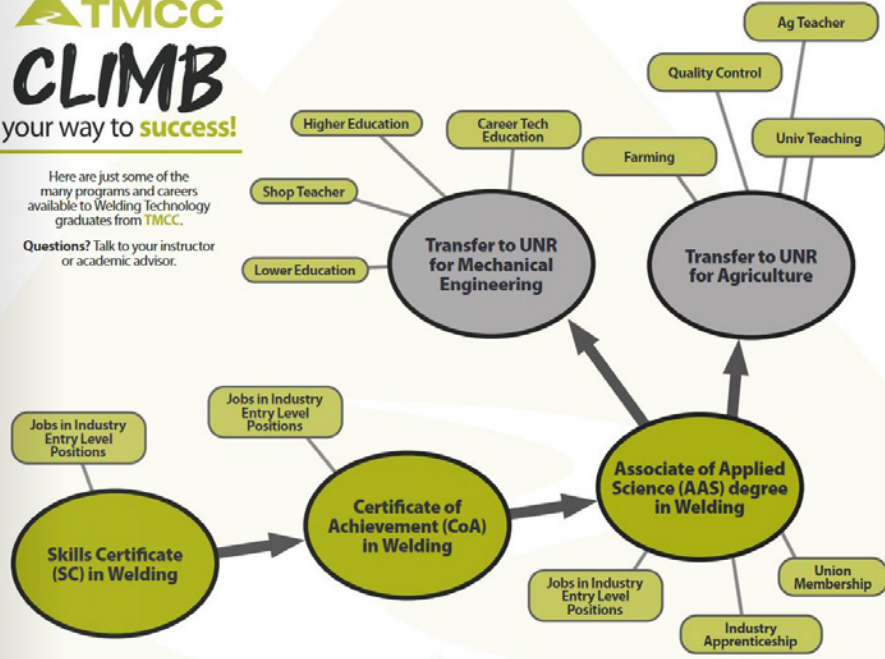 TMCC
CLIMB
your way to success!
Here are just some of the
many programs and careers
available to Welding Technology
graduates from TMCC.
Questions? Talk to your instructor
or academic advisor.
Ag Teacher
Quality Control
Univ Teaching
Farming
Higher Education
Career Tech
Education
Shop Teacher
Lower Education
Transfer to UNR
for Mechanical
Engineering
Transfer to UNR
for Agriculture
Jobs in Industry
Entry Level
Positions
Jobs in Industry
Entry Level
Positions
Skills Certificate
(SC) in Welding
Certificate of
Achievement (CoA)
in Welding
Associate of Applied
Science (AAS) degree
in Welding
Jobs in Industry
Entry Level
Positions
Industry
Apprenticeship
Union
Membership